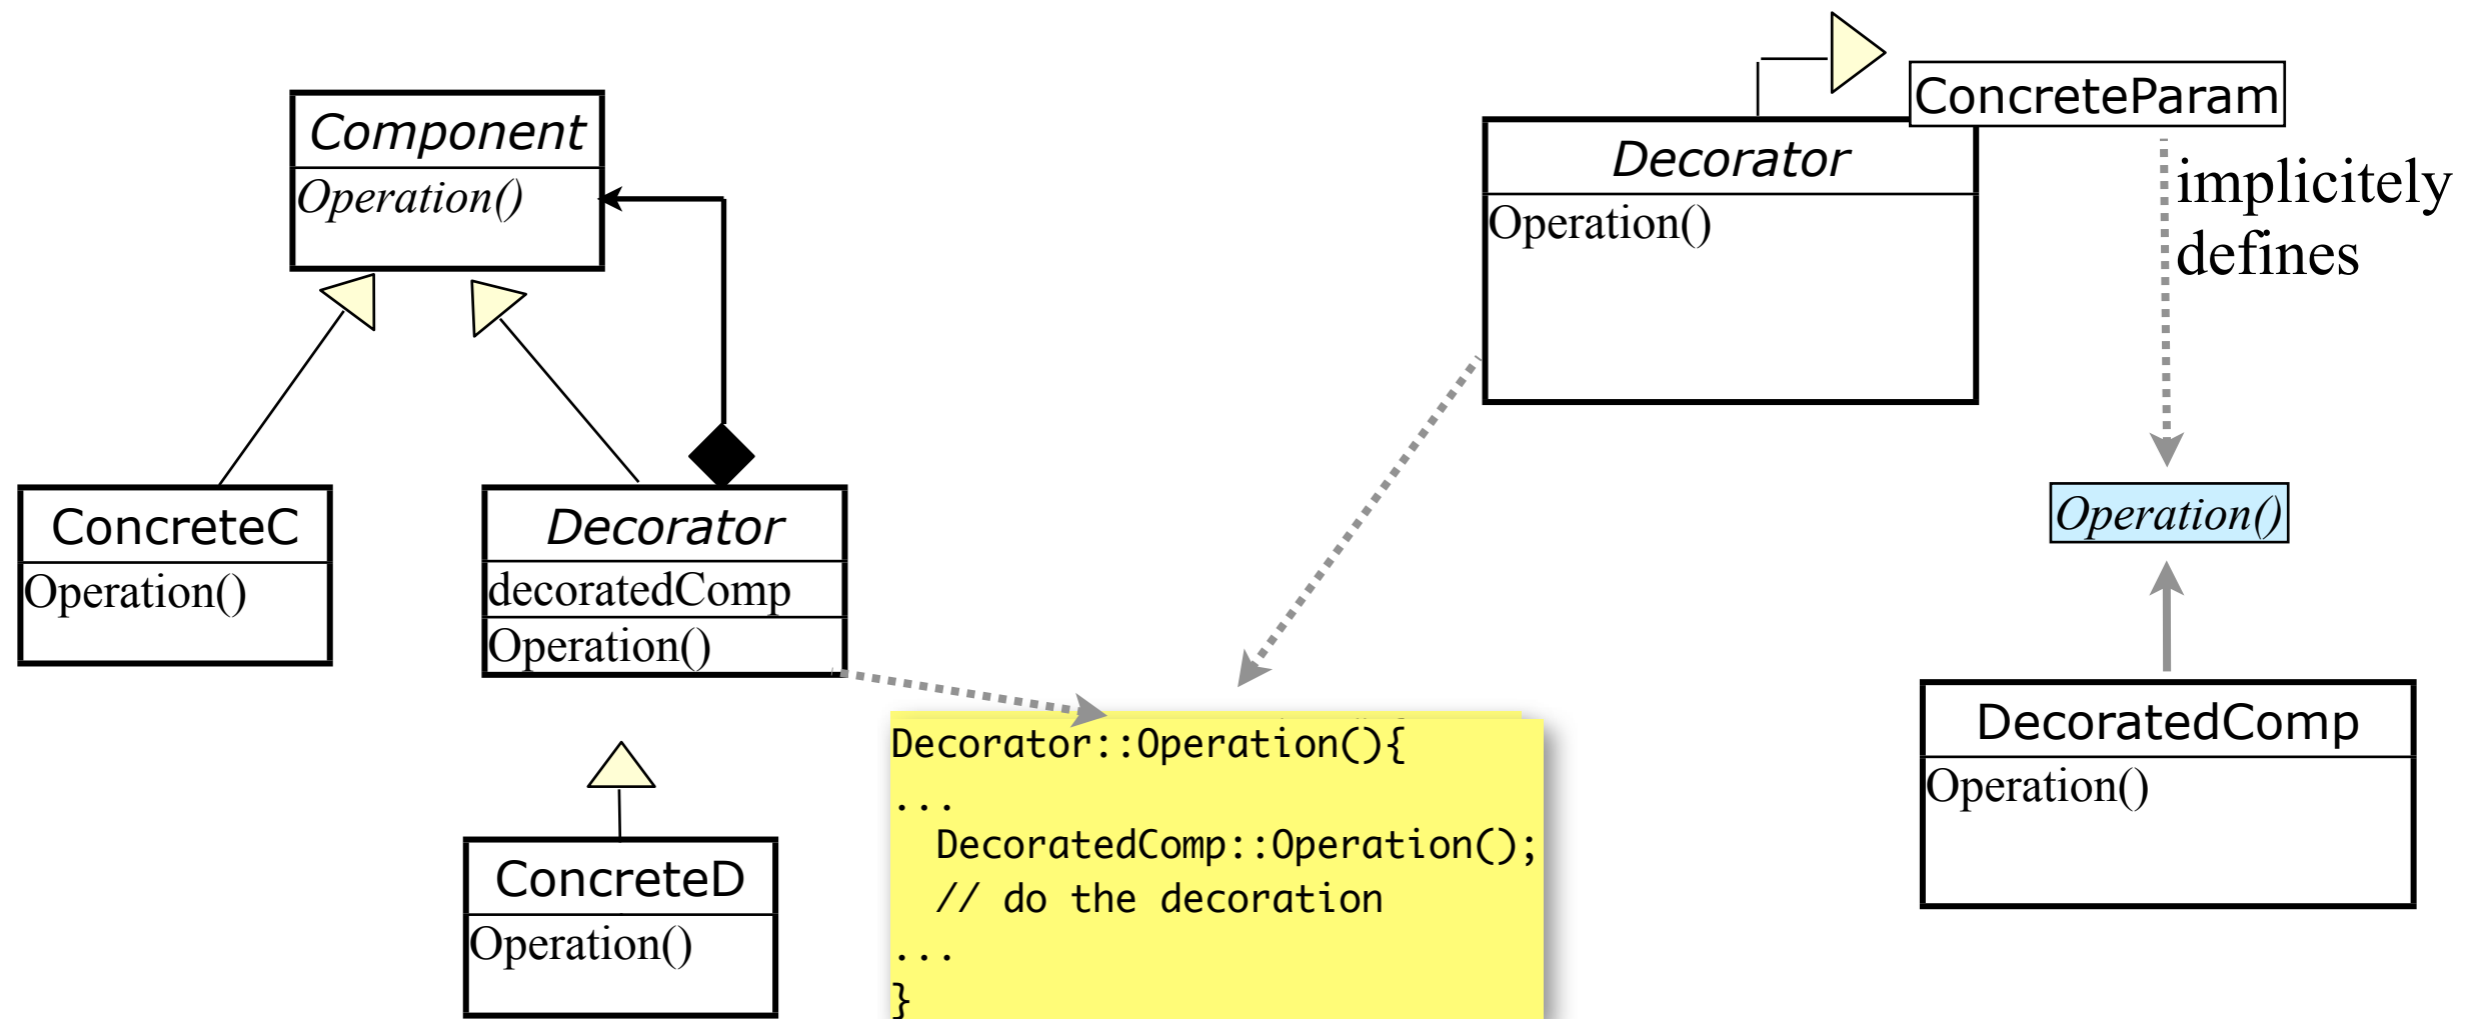 Component
Operation()
ConcreteC
Operation()
Decorator
decoratedComp
Operation()
ConcreteD
Operation()
Decorator::Operation(){
...
DecoratedComp::Operation();
// do the decoration
...
}
ConcreteParam
Decorator
Operation()
implicitely
defines
Operation()
DecoratedComp
Operation()